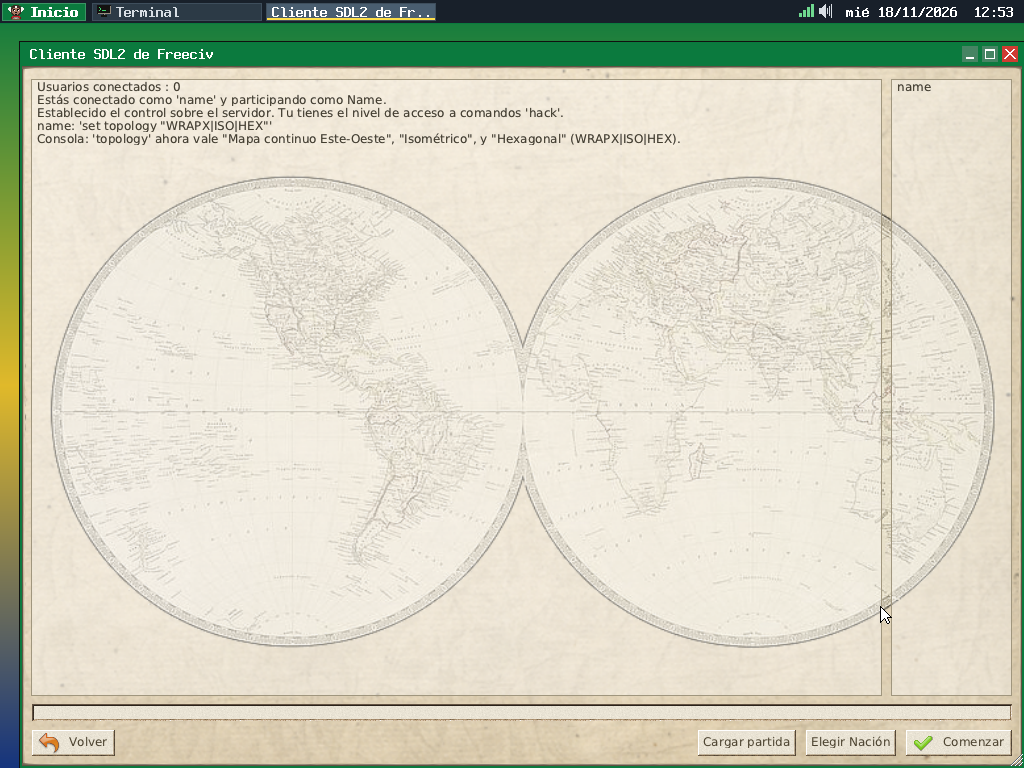 Inicio
Terminal
Cliente SDL2 de Fr..
mié 18/11/2026 12:53
Cliente SDL2 de Freeciv
Usuarios conectados : 0
Estás conectado como 'name' y participando como Name.
Establecido el control sobre el servidor. Tu tienes el nivel de acceso a comandos 'hack'.
name: 'set topology "WRAPX|ISO|HEX"'
Consola: 'topology' ahora vale "Mapa continuo Este-Oeste", "Isométrico", y "Hexagonal" (WRAPX|ISO|HEX).
name
Volver
Cargar partida
Elegir Nación
Comenzar